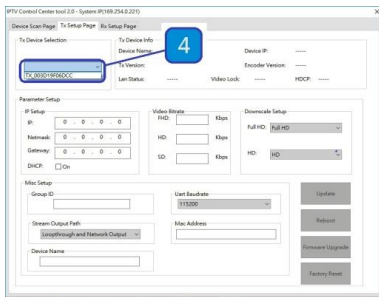 IPTV Control Center tool 2.0 - System IP(169.254.0.221)
Device Scan Page Tx Setup Page Rx Setup Page
Tx Device Selection
TX_003D19F06DCC
4
Tx Device Info
Device Name:
Device IP: -----
Tx Version: -----
Encoder Version: -----
Len Status: ----- Video Lock: ----- HDCP: -----
Parameter Setup
IP Setup
IP: 0 . 0 . 0 . 0
Netmask: 0 . 0 . 0 . 0
Gateway: 0 . 0 . 0 . 0
DHCP: On
Video Bitrate
FHD: Kbps
HD: Kbps
SD: Kbps
Downscale Setup
Full HD: Full HD
HD: HD
Misc Setup
Group ID
Uart Baudrate
115200
Stream Output Path
Loopthrough and Network Output
Mac Address
Device Name
Update
Reboot
Firmware Upgrade
Factory Reset